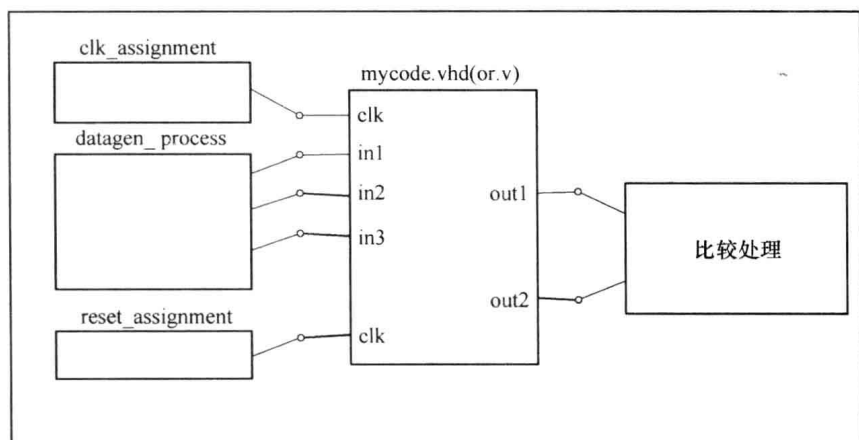 clk_assignment
mycode.vhd(or.v)
clk
datagen_ process
in1
in2
in3
out1
out2
比较处理
reset_assignment
clk